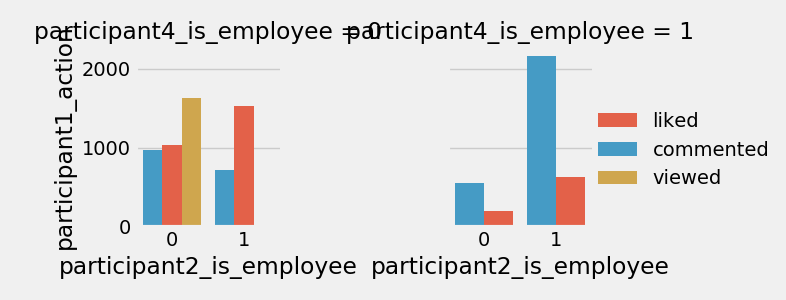 participant4_is_employee = 0
participant4_is_employee = 1
participant1_action
2000
1000
0
0 1
0 1
participant2_is_employee
participant2_is_employee
liked
commented
viewed